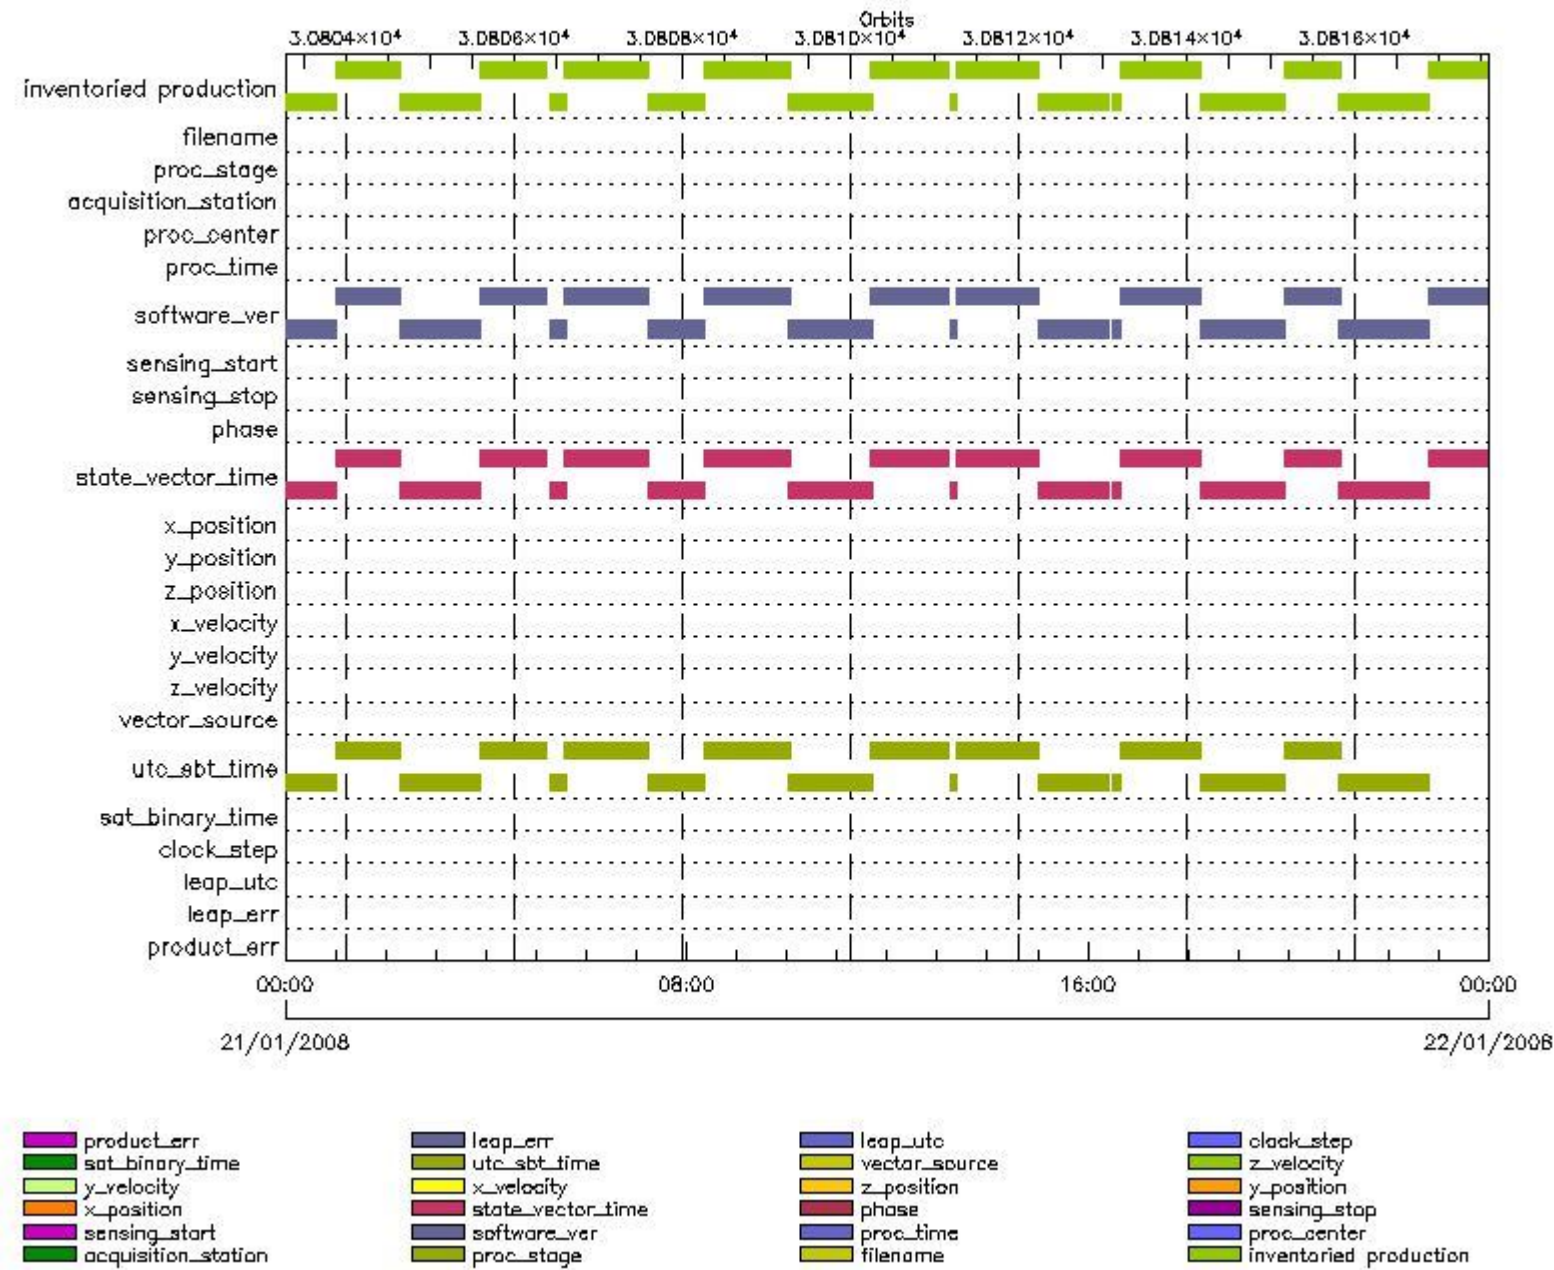 Orbits
3.0804×10⁴ 3.0806×10⁴ 3.0808×10⁴ 3.0810×10⁴ 3.0812×10⁴ 3.0814×10⁴ 3.0816×10⁴
inventoried production
filename
proc_stage
acquisition_station
proc_center
proc_time
software_ver
sensing_start
sensing_stop
phase
state_vector_time
x_position
y_position
z_position
x_velocity
y_velocity
z_velocity
vector_source
utc_sbt_time
sat_binary_time
clock_step
leap_utc
leap_err
product_err
00:00 08:00 16:00 00:00
21/01/2008 22/01/2008
product_err leap_err leap_utc clock_step
sat_binary_time utc_sbt_time vector_source z_velocity
y_velocity x_velocity z_position y_position
x_position state_vector_time phase sensing_stop
sensing_start software_ver proc_time proc_center
acquisition_station proc_stage filename inventoried production